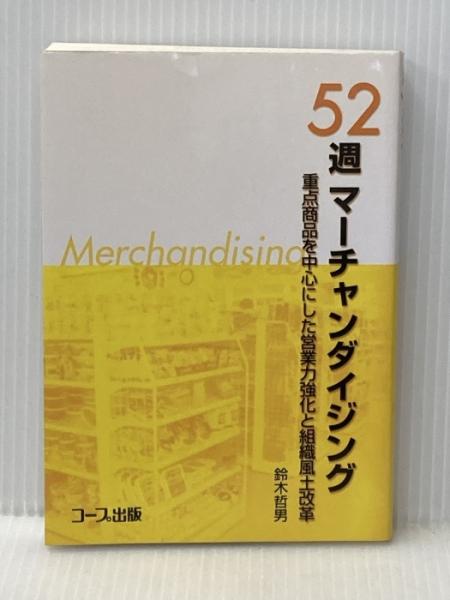 52週 マーチャンダイジング
重点商品を中心にした営業力強化と組織風土改革
鈴木哲男
Merchandising
コープ出版